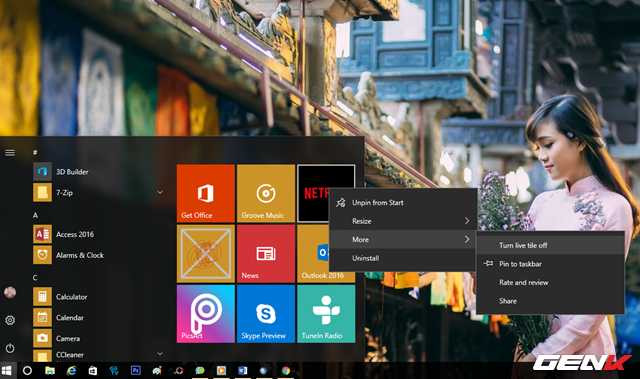 #
3D Builder
7-Zip
A
Access 2016
Alarms & Clock
C
Calculator
Calendar
Camera
CCleaner
Get Office
Groove Music
NETF
News
Outlook 2016
PicsArt
Skype Preview
TuneIn Radio
Unpin from Start
Resize
More
Uninstall
Turn live tile off
Pin to taskbar
Rate and review
Share
GENK